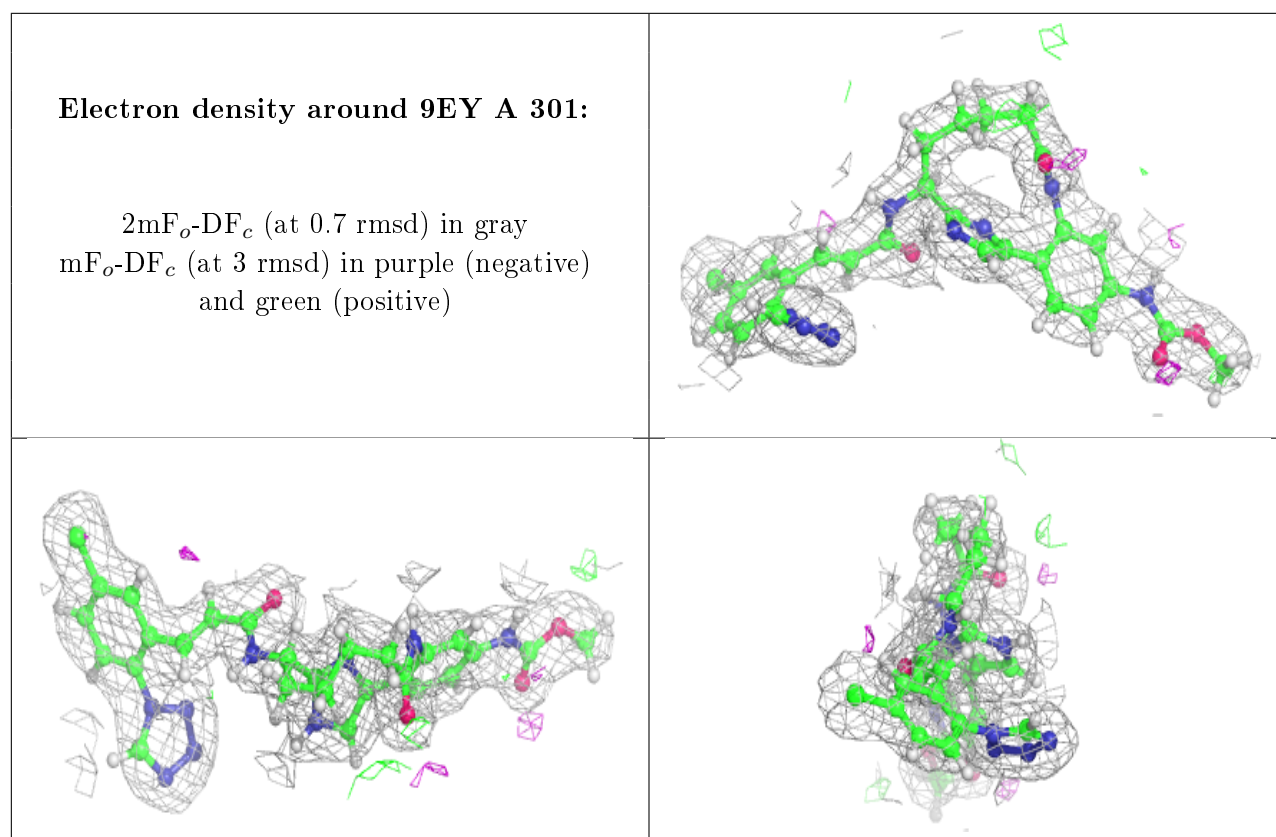 Electron density around 9EY A 301:
2mFo-DFc (at 0.7 rmsd) in gray
mFo-DFc (at 3 rmsd) in purple (negative)
and green (positive)